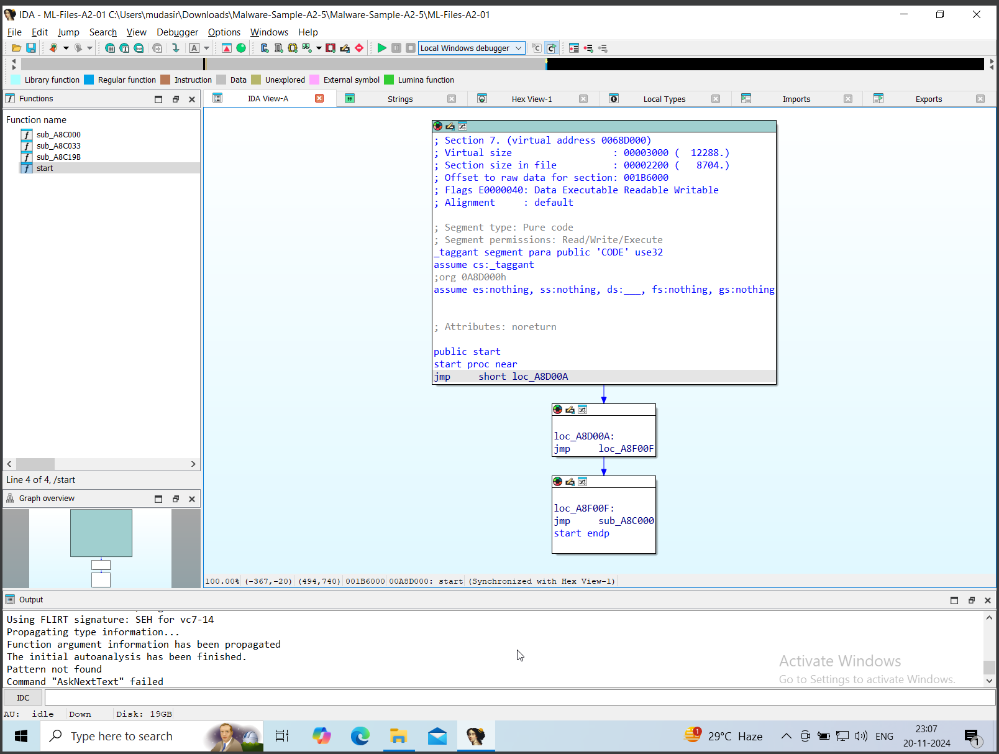 IDA - ML-Files-A2-01 C:\Users\mudasir\Downloads\Malware-Sample-A2-5\Malware-Sample-A2-5\ML-Files-A2-01
File Edit Jump Search View Debugger Options Windows Help
Local Windows debugger
Library function Regular function Instruction Data Unexplored External symbol Lumina function
Functions
IDA View-A Strings Hex View-1 Local Types Imports Exports
Function name
sub_A8C000
sub_A8C033
sub_A8C19B
start
Line 4 of 4, /start
Graph overview
; Section 7. (virtual address 0068D000)
; Virtual size : 00003000 ( 12288.)
; Section size in file : 00002200 ( 8704.)
; Offset to raw data for section: 001B6000
; Flags E0000040: Data Executable Readable Writable
; Alignment : default
; Segment type: Pure code
; Segment permissions: Read/Write/Execute
_taggant segment para public 'CODE' use32
assume cs:_taggant
;org 0A8D000h
assume es:nothing, ss:nothing, ds:___, fs:nothing, gs:nothing
; Attributes: noreturn
public start
start proc near
jmp short loc_A8D00A
loc_A8D00A:
jmp loc_A8F00F
loc_A8F00F:
jmp sub_A8C000
start endp
100.00% (-367,-20) (494,740) 001B6000 00A8D000: start (Synchronized with Hex View-1)
Output
Using FLIRT signature: SEH for vc7-14
Propagating type information...
Function argument information has been propagated
The initial autoanalysis has been finished.
Pattern not found
Command "AskNextText" failed
Activate Windows
Go to Settings to activate Windows.
IDC
AU: idle Down Disk: 19GB
Type here to search
1
29°C Haze
ENG
23:07
20-11-2024
1